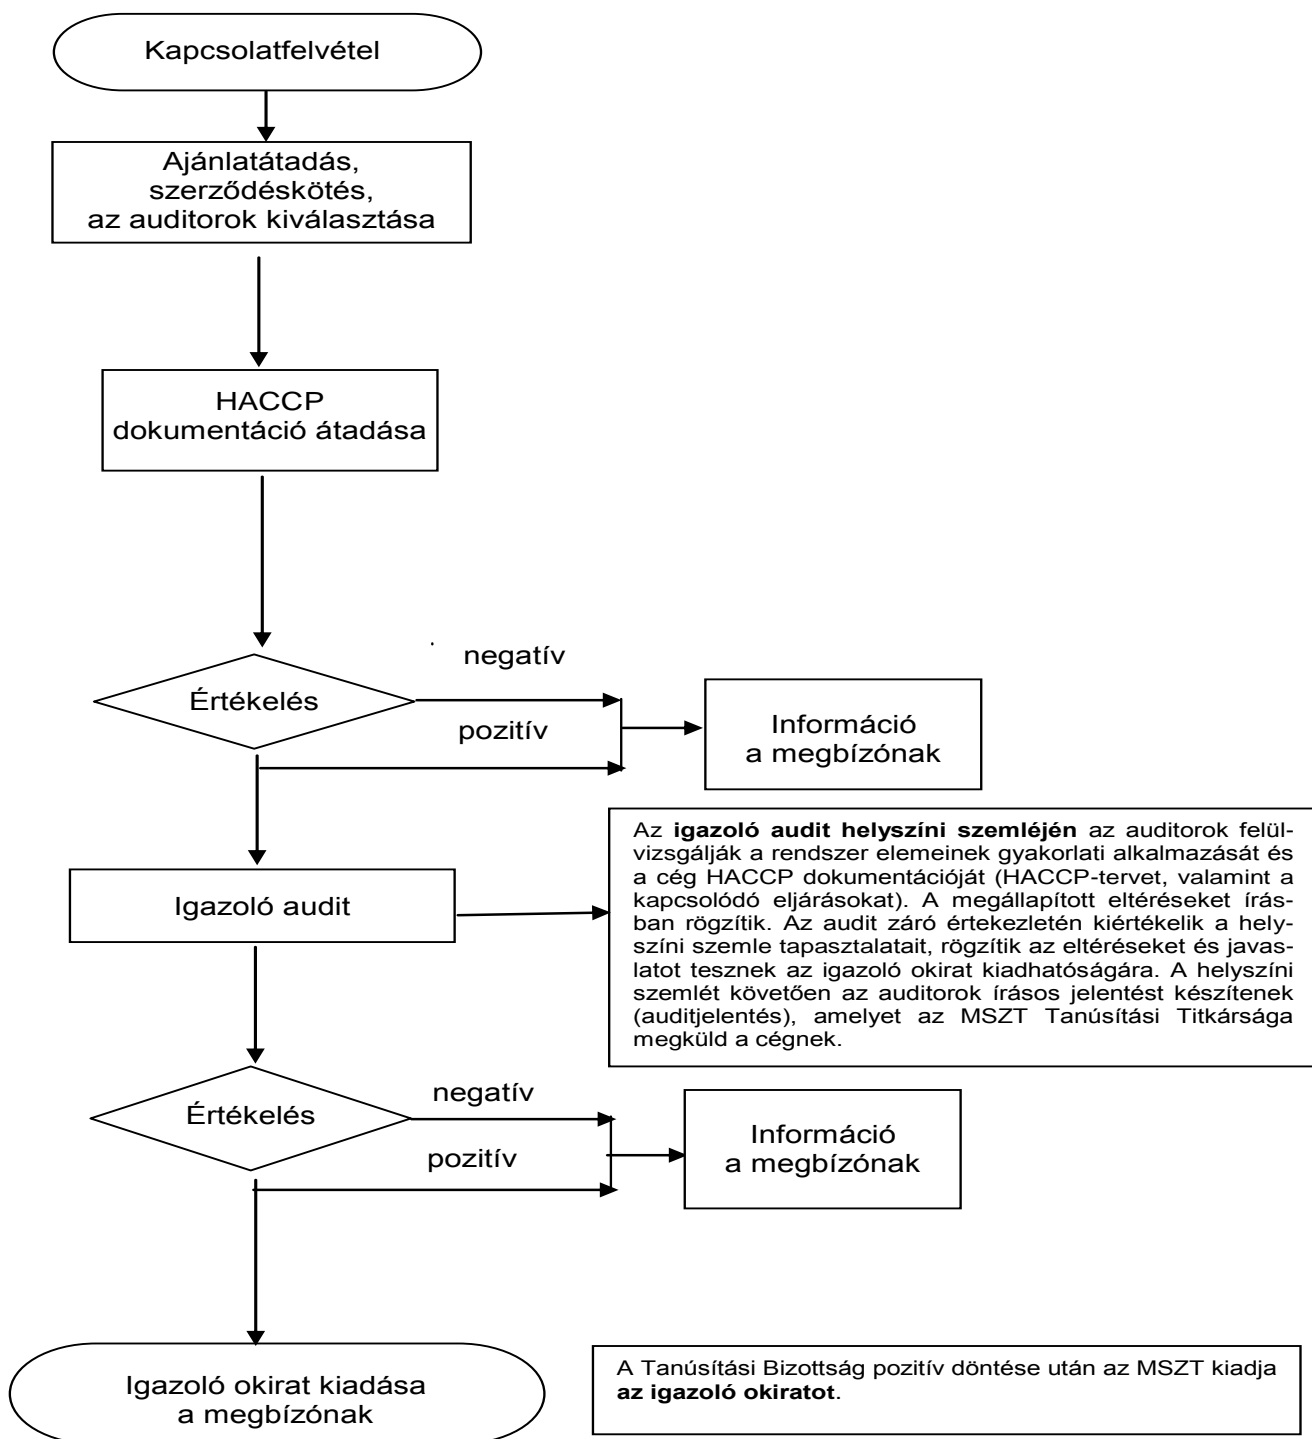 Kapcsolatfelvétel
Ajánlatátadás,
szerződéskötés,
az auditorok kiválasztása
HACCP
dokumentáció átadása
negatív
Értékelés
pozitív
Információ
a megbízónak
Az igazoló audit helyszíni szemléjén az auditorok felül-
vizsgálják a rendszer elemeinek gyakorlati alkalmazását és
a cég HACCP dokumentációját (HACCP-tervet, valamint a
kapcsolódó eljárásokat). A megállapított eltéréseket írás-
ban rögzítik. Az audit záró értekezletén kiértékelik a hely-
színi szemle tapasztalatait, rögzítik az eltéréseket és javas-
latot tesznek az igazoló okirat kiadhatóságára. A helyszíni
szemlét követően az auditorok írásos jelentést készítenek
(auditjelentés), amelyet az MSZT Tanúsítási Titkársága
megküld a cégnek.
Igazoló audit
negatív
Értékelés
pozitív
Információ
a megbízónak
Igazoló okirat kiadása
a megbízónak
A Tanúsítási Bizottság pozitív döntése után az MSZT kiadja
az igazoló okiratot.